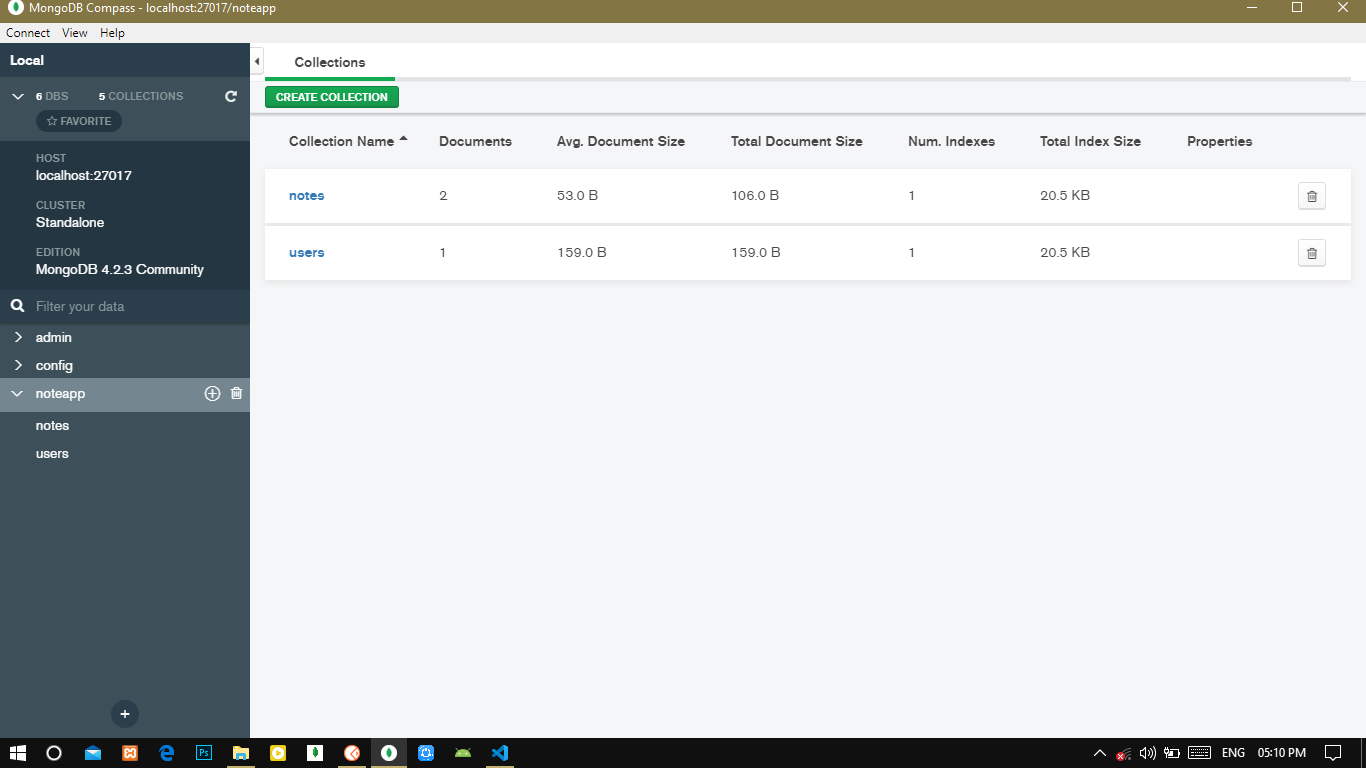 MongoDB Compass - localhost:27017/noteapp
Connect View Help
Local
6 DBS 5 COLLECTIONS
FAVORITE
HOST
localhost:27017
CLUSTER
Standalone
EDITION
MongoDB 4.2.3 Community
Filter your data
admin
config
noteapp
notes
users
Collections
CREATE COLLECTION
Collection Name Documents Avg. Document Size Total Document Size Num. Indexes Total Index Size Properties
notes 2 53.0 B 106.0 B 1 20.5 KB
users 1 159.0 B 159.0 B 1 20.5 KB
Ps
ENG 05:10 PM